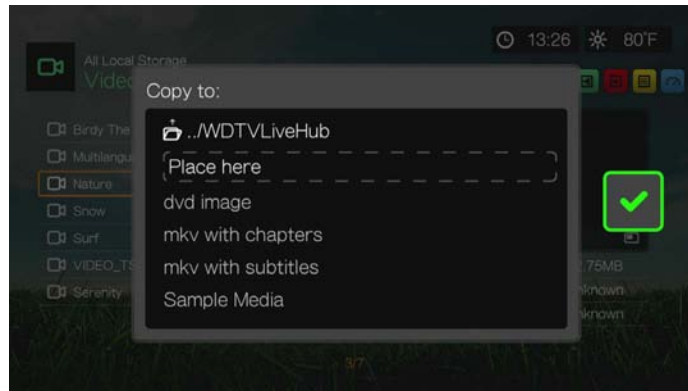 13:26 80°F
All Local Storage
Video
Copy to:
../WDTVLiveHub
Place here
dvd image
mkv with chapters
mkv with subtitles
Sample Media
Birdy The
Multilangu
Nature
Snow
Surf
VIDEO_TS
.75MB
Serenity
nknown
nknown
3/7